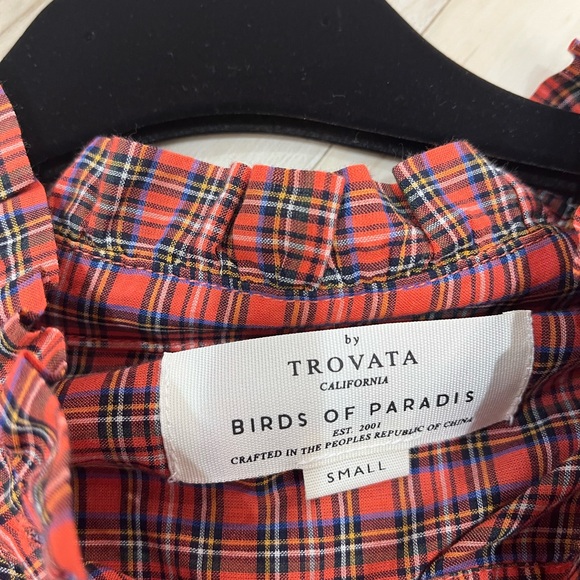 by
TROVATA
CALIFORNIA
BIRDS OF PARADIS
EST. 2001
CRAFTED IN THE PEOPLES REPUBLIC OF CHINA
SMALL